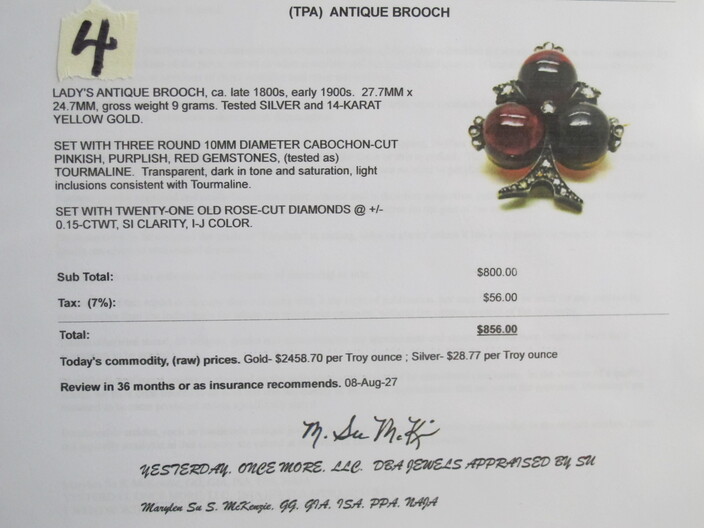 4
(TPA) ANTIQUE BROOCH
LADY'S ANTIQUE BROOCH, ca. late 1800s, early 1900s. 27.7MM x
24.7MM, gross weight 9 grams. Tested SILVER and 14-KARAT
YELLOW GOLD.
SET WITH THREE ROUND 10MM DIAMETER CABOCHON-CUT
PINKISH, PURPLISH, RED GEMSTONES, (tested as)
TOURMALINE. Transparent, dark in tone and saturation, light
inclusions consistent with Tourmaline.
SET WITH TWENTY-ONE OLD ROSE-CUT DIAMONDS @ +/-
0.15-CTWT, SI CLARITY, I-J COLOR.
Sub Total: $800.00
Tax: (7%): $56.00
Total: $856.00
Today's commodity, (raw) prices. Gold- $2458.70 per Troy ounce ; Silver- $28.77 per Troy ounce
Review in 36 months or as insurance recommends. 08-Aug-27
M. Su McK
YESTERDAY, ONCE MORE, LLC. DBA JEWELS APPRAISED BY SU
Marylen Su S. McKenzie, GG, GIA, ISA, PPA, NAJA